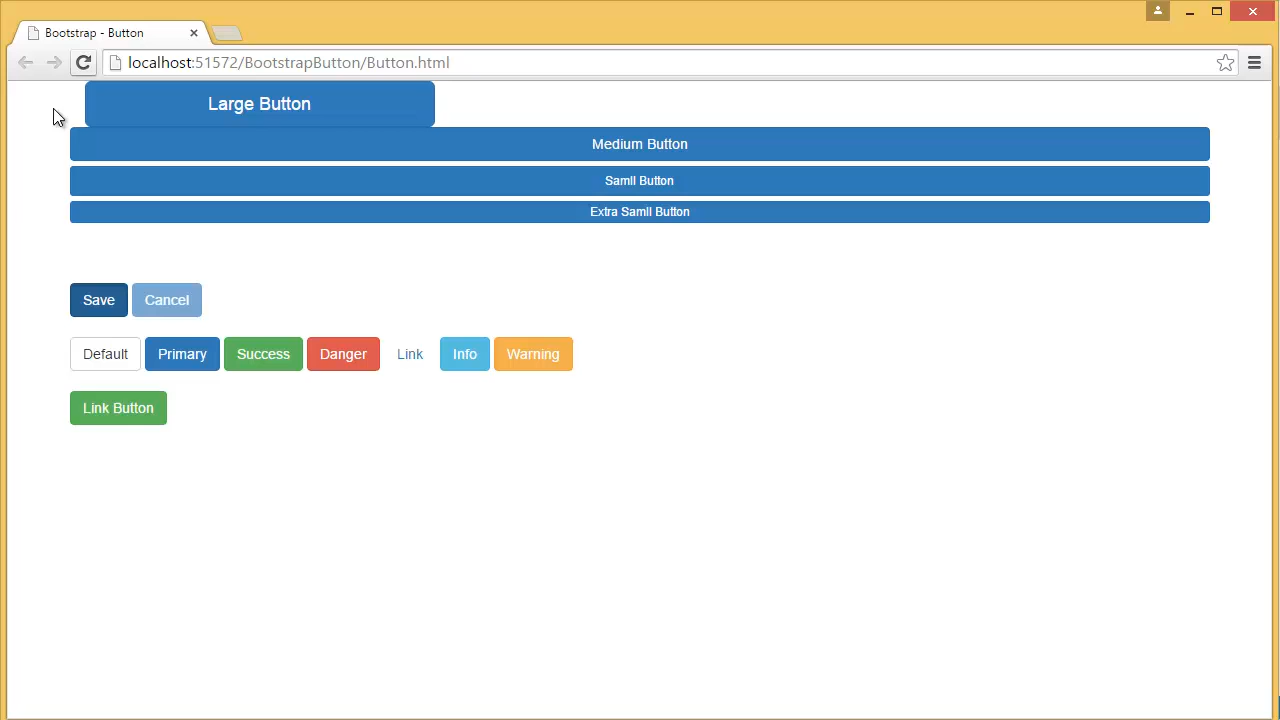 Bootstrap - Button
localhost:51572/BootstrapButton/Button.html
Large Button
Medium Button
Samll Button
Extra Samll Button
Save Cancel
Default Primary Success Danger Link Info Warning
Link Button